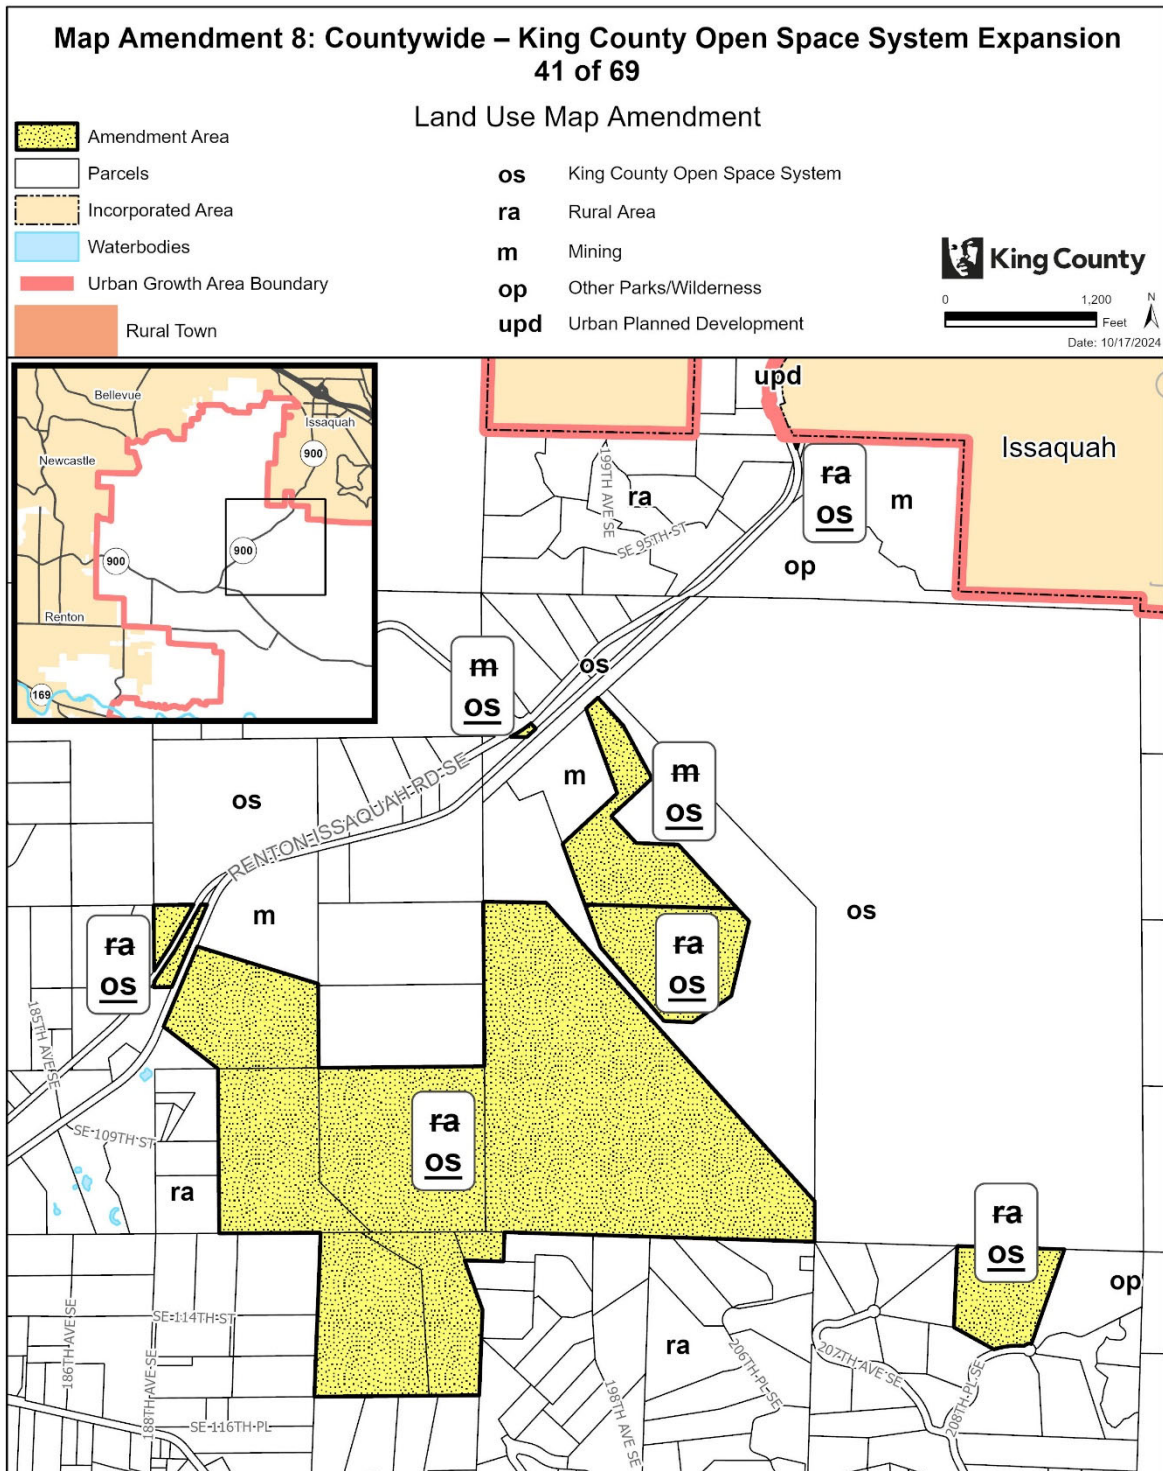 Map Amendment 8: Countywide – King County Open Space System Expansion
41 of 69
Land Use Map Amendment
Amendment Area
Parcels
Incorporated Area
Waterbodies
Urban Growth Area Boundary
Rural Town
os King County Open Space System
ra Rural Area
m Mining
op Other Parks/Wilderness
upd Urban Planned Development
King County
0 1,200
Feet
N
Date: 10/17/2024
Bellevue
Issaquah
900
Newcastle
900
900
Renton
169
upd
Issaquah
199TH AVE SE
ra
SE 95TH ST
ra
os
m
op
m
os
os
m
m
os
os
RENTON-ISSAQUAH RD SE
m
os
ra
os
ra
os
185TH AVE SE
SE 109TH ST
ra
os
ra
ra
os
op
SE 114TH ST
186TH AVE SE
188TH AVE SE
SE 116TH PL
ra
198TH AVE SE
206TH PL SE
207TH AVE SE
208TH PL SE